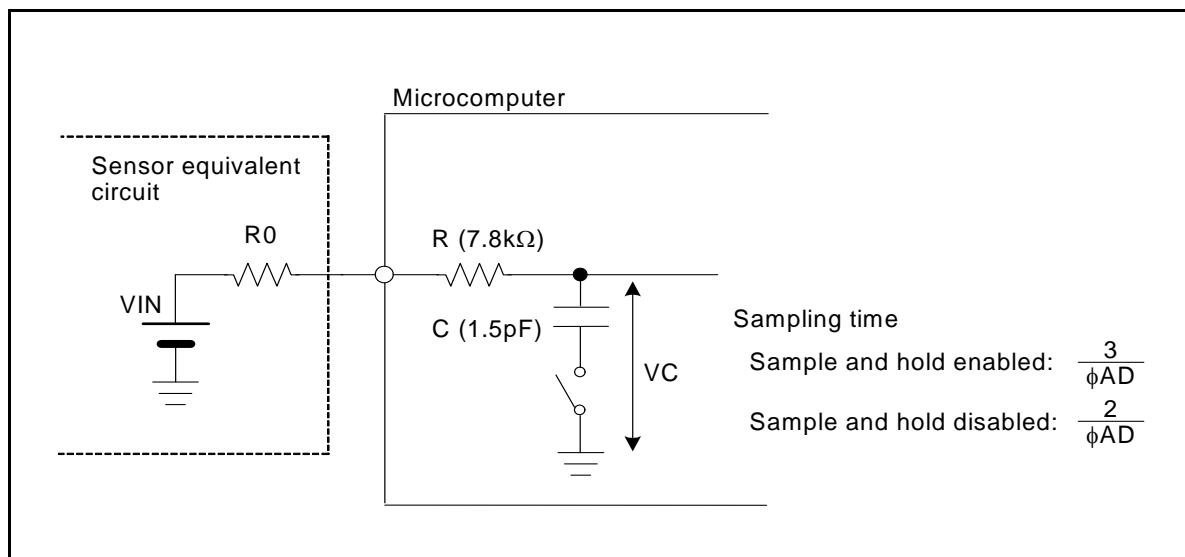 Microcomputer
Sensor equivalent
circuit
R0
R (7.8kΩ)
VIN
C (1.5pF)
VC
Sampling time
Sample and hold enabled: 3/ϕAD
Sample and hold disabled: 2/ϕAD